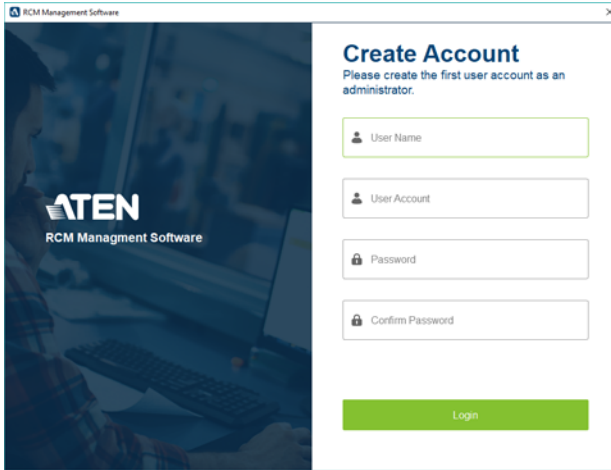 RCM Management Software
Create Account
Please create the first user account as an
administrator.
User Name
User Account
Password
Confirm Password
Login
ATEN
RCM Managment Software